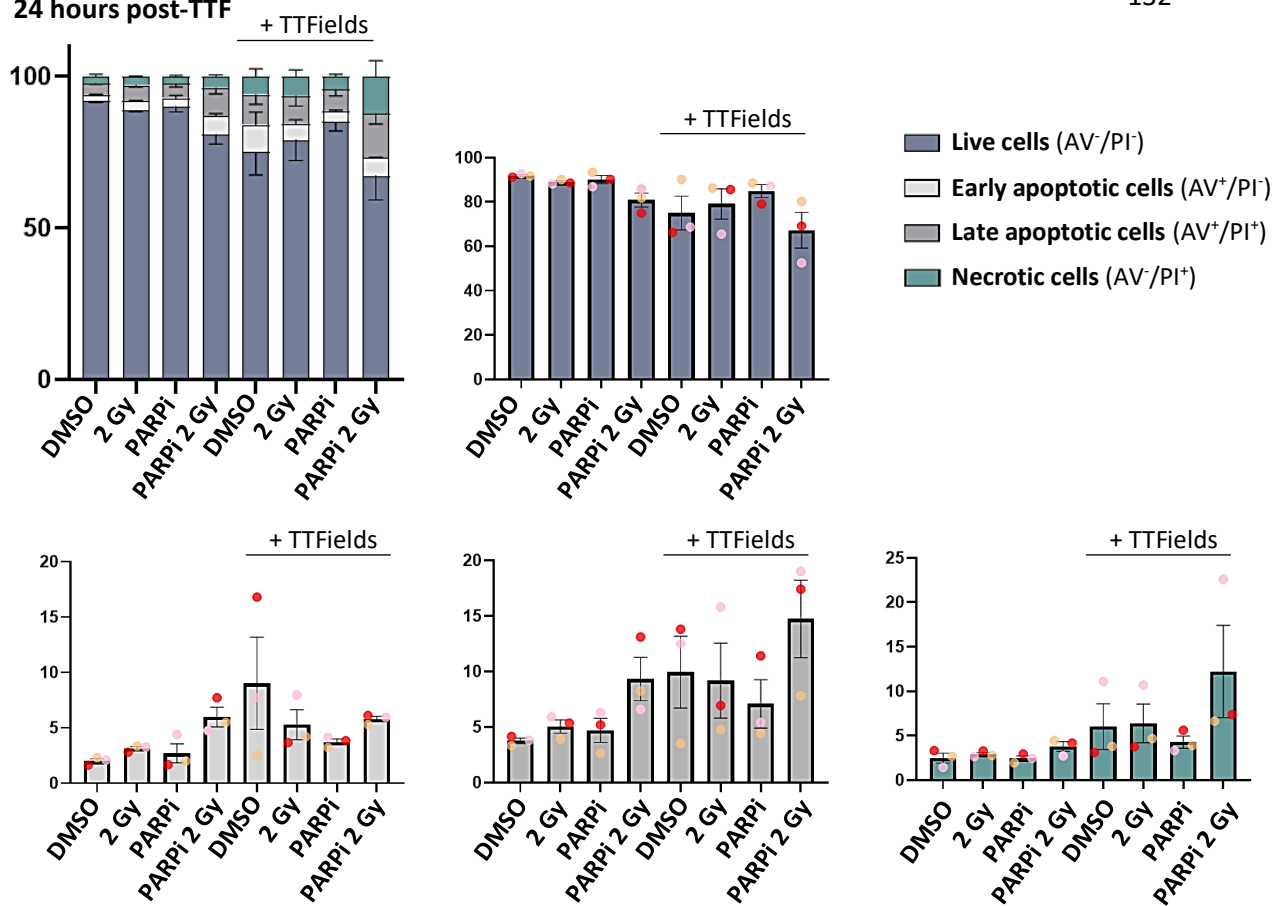 24 hours post-TTF
+ TTFields
100
50
0
DMSO
2 Gy
PARPi
PARPi 2 Gy
DMSO
2 Gy
PARPi
PARPi 2 Gy
+ TTFields
100
80
60
40
20
0
DMSO
2 Gy
PARPi
PARPi 2 Gy
DMSO
2 Gy
PARPi
PARPi 2 Gy
Live cells (AV⁻/PI⁻)
Early apoptotic cells (AV⁺/PI⁻)
Late apoptotic cells (AV⁺/PI⁺)
Necrotic cells (AV⁻/PI⁺)
+ TTFields
20
15
10
5
0
DMSO
2 Gy
PARPi
PARPi 2 Gy
DMSO
2 Gy
PARPi
PARPi 2 Gy
+ TTFields
20
15
10
5
0
DMSO
2 Gy
PARPi
PARPi 2 Gy
DMSO
2 Gy
PARPi
PARPi 2 Gy
+ TTFields
25
20
15
10
5
0
DMSO
2 Gy
PARPi
PARPi 2 Gy
DMSO
2 Gy
PARPi
PARPi 2 Gy